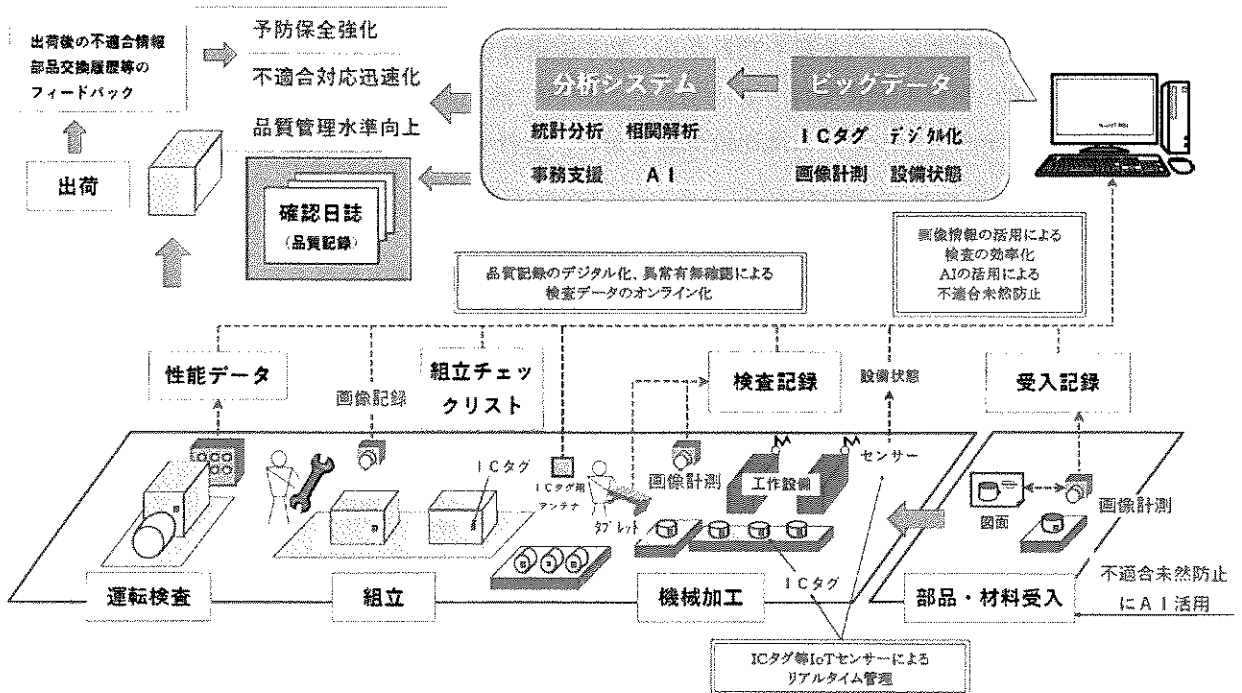 出荷後の不適合情報
部品交換履歴等の
フィードバック
出荷
予防保全強化
不適合対応迅速化
品質管理水準向上
確認日誌
(品質記録)
分析システム
ビッグデータ
統計分析 相関解析
事務支援 AI
ICタグ デジタル化
画像計測 設備状態
品質記録のデジタル化、異常有無確認による
検査データのオンライン化
画像情報の活用による
検査の効率化
AIの活用による
不適合未然防止
性能データ
画像記録
組立チェッ
クリスト
検査記録
設備状態
受入記録
ICタグ
ICタグ用
アンテナ
タブレット
画像計測
工作設備
センサー
図面
画像計測
ICタグ
運転検査
組立
機械加工
部品・材料受入
不適合未然防止
にAI活用
ICタグ等IoTセンサーによる
リアルタイム管理